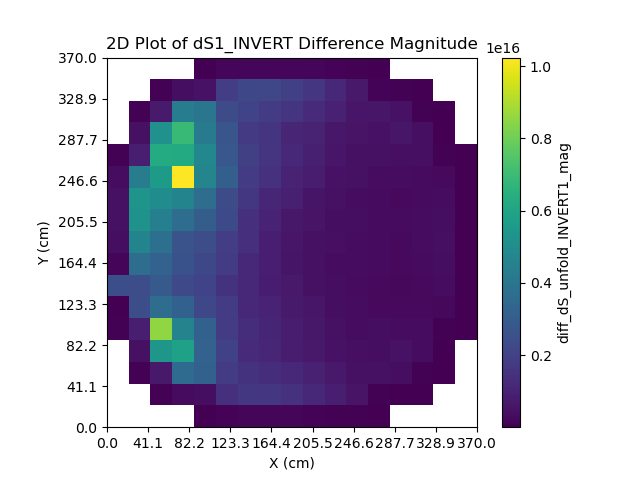 2D Plot of dS1_INVERT Difference Magnitude
1e16
370.0
328.9
287.7
246.6
205.5
164.4
123.3
82.2
41.1
0.0
Y (cm)
0.0 41.1 82.2 123.3 164.4 205.5 246.6 287.7 328.9 370.0
X (cm)
1.0
0.8
0.6
0.4
0.2
diff_dS_unfold_INVERT1_mag